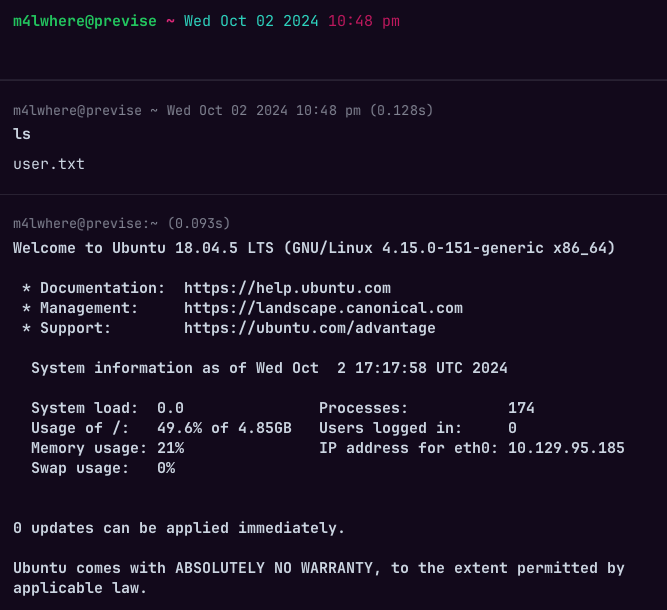 m4lwhere@previse ~ Wed Oct 02 2024 10:48 pm
m4lwhere@previse ~ Wed Oct 02 2024 10:48 pm (0.128s)
ls
user.txt
m4lwhere@previse:~ (0.093s)
Welcome to Ubuntu 18.04.5 LTS (GNU/Linux 4.15.0-151-generic x86_64)
* Documentation:  https://help.ubuntu.com
* Management:     https://landscape.canonical.com
* Support:        https://ubuntu.com/advantage
System information as of Wed Oct  2 17:17:58 UTC 2024
System load:  0.0               Processes:           174
Usage of /:   49.6% of 4.85GB   Users logged in:     0
Memory usage: 21%               IP address for eth0: 10.129.95.185
Swap usage:   0%
0 updates can be applied immediately.
Ubuntu comes with ABSOLUTELY NO WARRANTY, to the extent permitted by
applicable law.